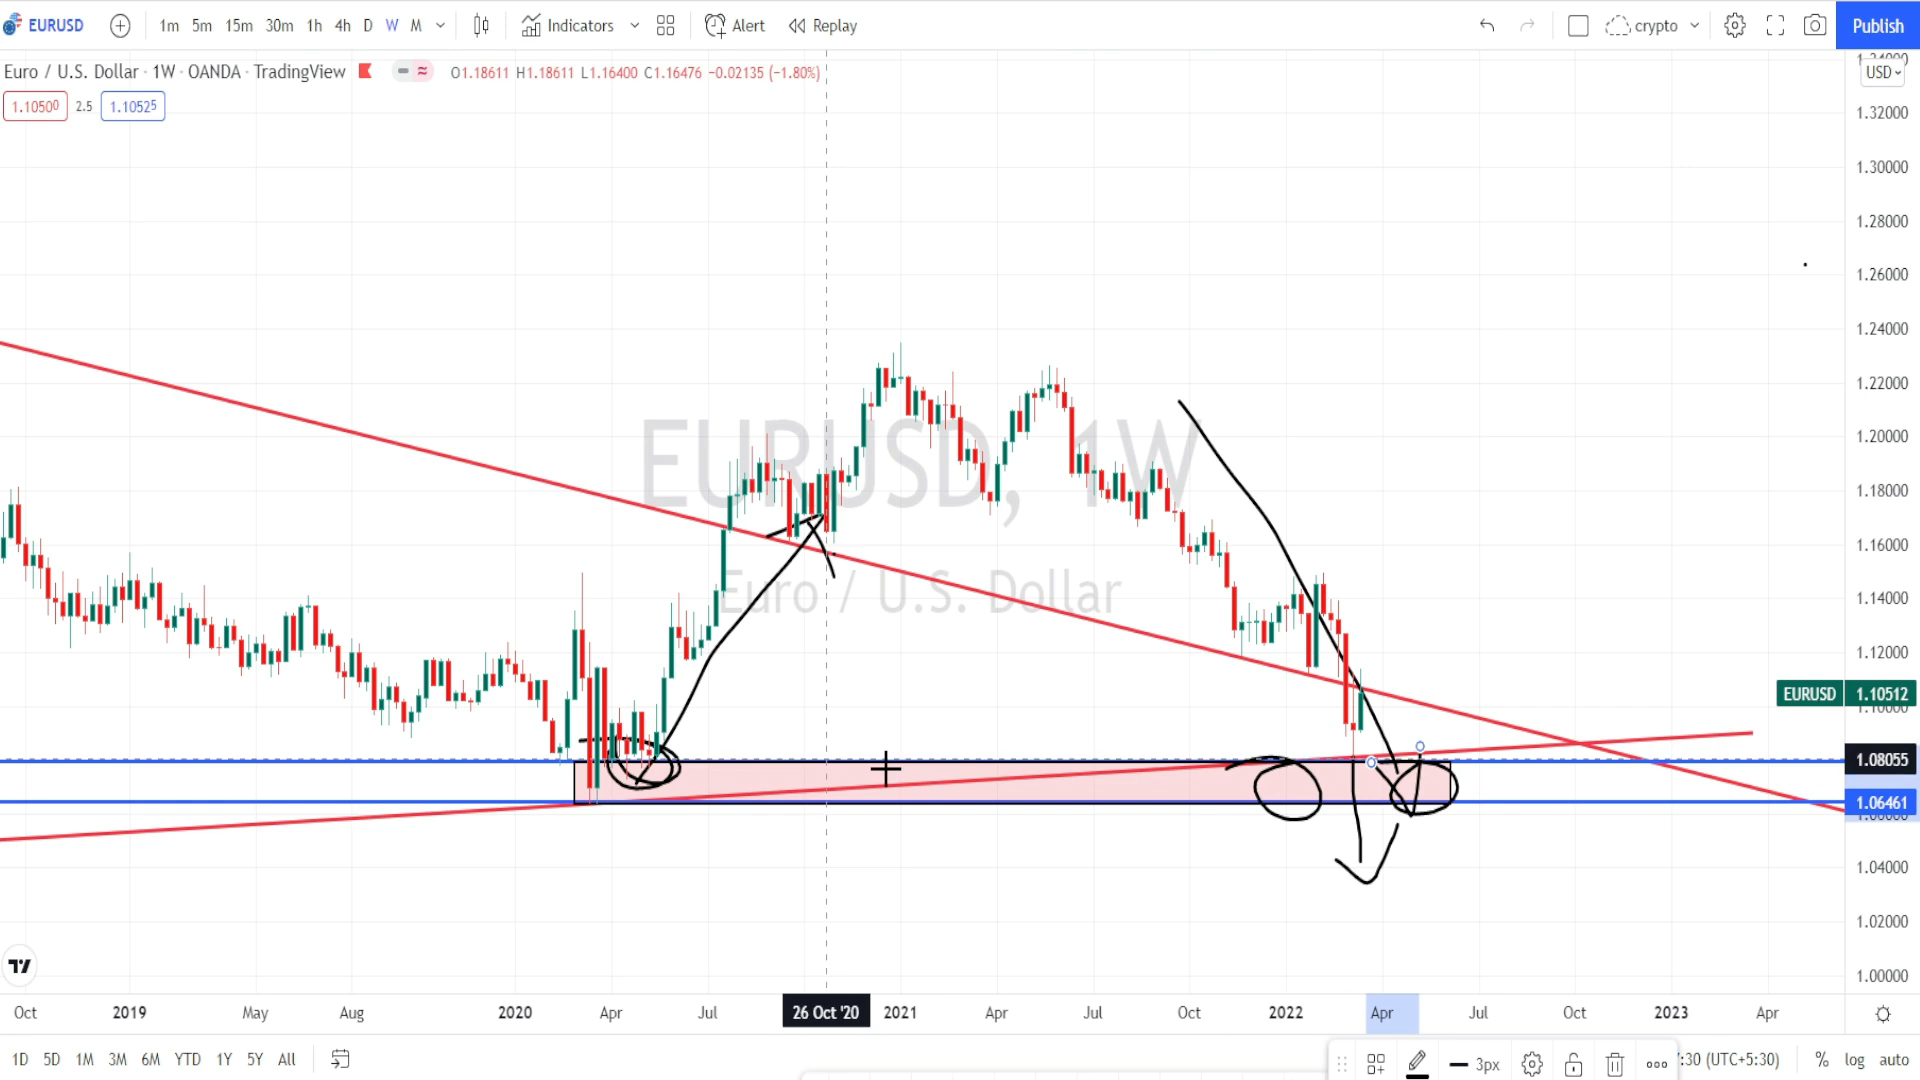 EURUSD 1m 5m 15m 30m 1h 4h D W M Indicators Alert Replay crypto Publish
Euro / U.S. Dollar · 1W · OANDA · TradingView O1.18611 H1.18611 L1.16400 C1.16476 −0.02135 (−1.80%)
USD
1.10500 2.5 1.10525
1.32000
1.30000
1.28000
1.26000
1.24000
1.22000
1.20000
1.18000
1.16000
1.14000
1.12000
EURUSD, 1W
Euro / U.S. Dollar
EURUSD 1.10512
1.10000
1.08055
1.06461
1.06000
1.04000
1.02000
1.00000
Oct 2019 May Aug 2020 Apr Jul 26 Oct '20 2021 Apr Jul Oct 2022 Apr Jul Oct 2023 Apr
1D 5D 1M 3M 6M YTD 1Y 5Y All 3px :30 (UTC+5:30) % log auto